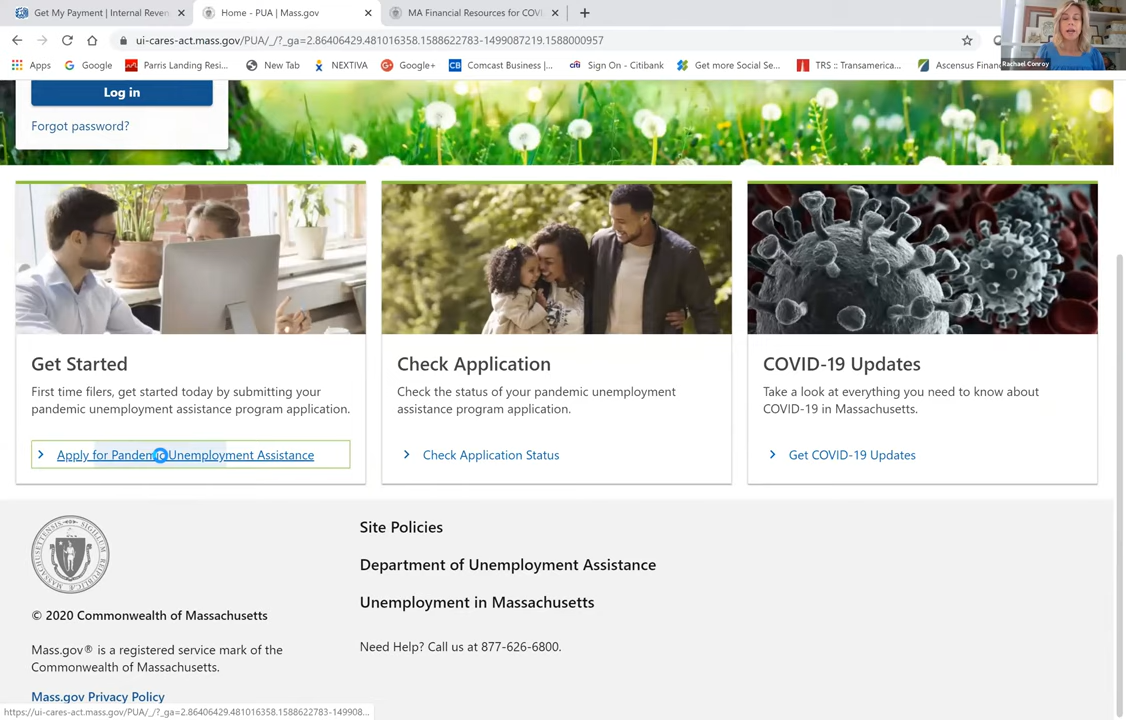 Get My Payment | Internal Reven
Home - PUA | Mass.gov
MA Financial Resources for COVI
ui-cares-act.mass.gov/PUA/_/?_ga=2.86406429.481016358.1588622783-1499087219.1588000957
Apps
Google
Parris Landing Resi...
New Tab
NEXTIVA
Google+
Comcast Business |...
Sign On - Citibank
Get more Social Se...
TRS :: Transamerica...
Ascensus Finan
Rachael Conroy
Log in
Forgot password?
Get Started
First time filers, get started today by submitting your
pandemic unemployment assistance program application.
Apply for Pandemic Unemployment Assistance
Check Application
Check the status of your pandemic unemployment
assistance program application.
Check Application Status
COVID-19 Updates
Take a look at everything you need to know about
COVID-19 in Massachusetts.
Get COVID-19 Updates
© 2020 Commonwealth of Massachusetts
Mass.gov® is a registered service mark of the
Commonwealth of Massachusetts.
Mass.gov Privacy Policy
Site Policies
Department of Unemployment Assistance
Unemployment in Massachusetts
Need Help? Call us at 877-626-6800.
https://ui-cares-act.mass.gov/PUA/_/?_ga=2.86406429.481016358.1588622783-149908...